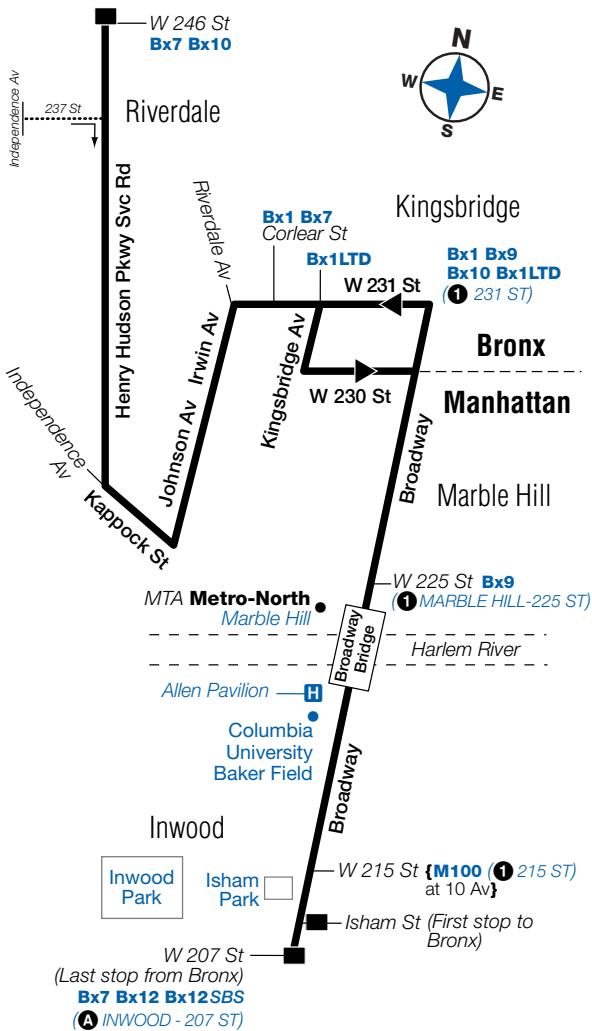 W 246 St
Bx7 Bx10
N
W
E
S
Independence Av
237 St
Riverdale
Henry Hudson Pkwy Svc Rd
Riverdale Av
Bx1 Bx7
Corlear St
Kingsbridge
Bx1LTD
Bx1 Bx9
Bx10 Bx1LTD
(1 231 ST)
W 231 St
Irwin Av
Johnson Av
Kingsbridge Av
W 230 St
Bronx
Manhattan
Broadway
Independence
Av
Kappock St
Marble Hill
W 225 St Bx9
(1 MARBLE HILL-225 ST)
MTA Metro-North
Marble Hill
Broadway
Bridge
Harlem River
Allen Pavilion
H
Columbia
University
Baker Field
Broadway
Inwood
Inwood
Park
Isham
Park
W 215 St {M100 (1 215 ST)
at 10 Av}
Isham St (First stop to
Bronx)
W 207 St
(Last stop from Bronx)
Bx7 Bx12 Bx12SBS
(A INWOOD - 207 ST)